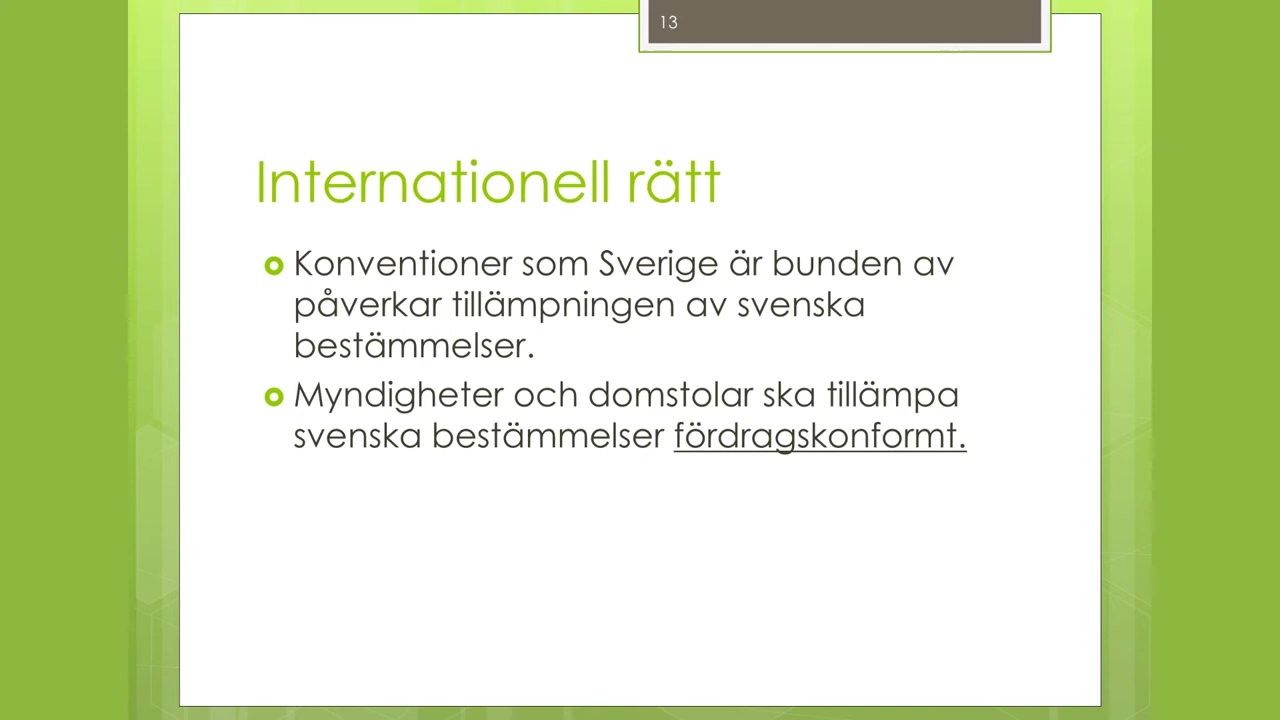 13
Internationell rätt
Konventioner som Sverige är bunden av
påverkar tillämpningen av svenska
bestämmelser.
Myndigheter och domstolar ska tillämpa
svenska bestämmelser fördragskonformt.